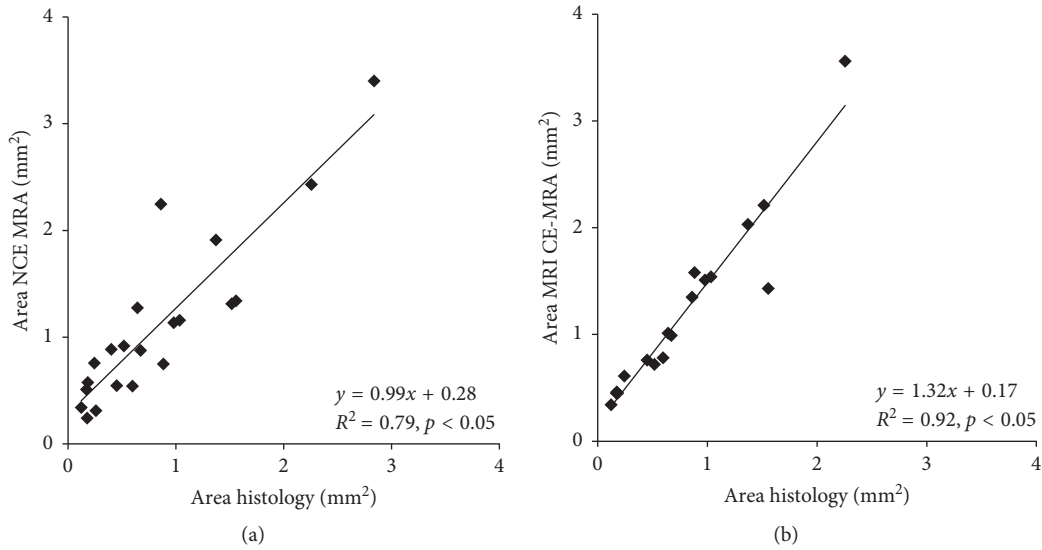 4
3
2
1
0
Area NCE MRA (mm²)
0 1 2 3 4
Area histology (mm²)
y = 0.99x + 0.28
R² = 0.79, p < 0.05
(a)
4
3
2
1
0
Area MRI CE-MRA (mm²)
0 1 2 3 4
Area histology (mm²)
y = 1.32x + 0.17
R² = 0.92, p < 0.05
(b)